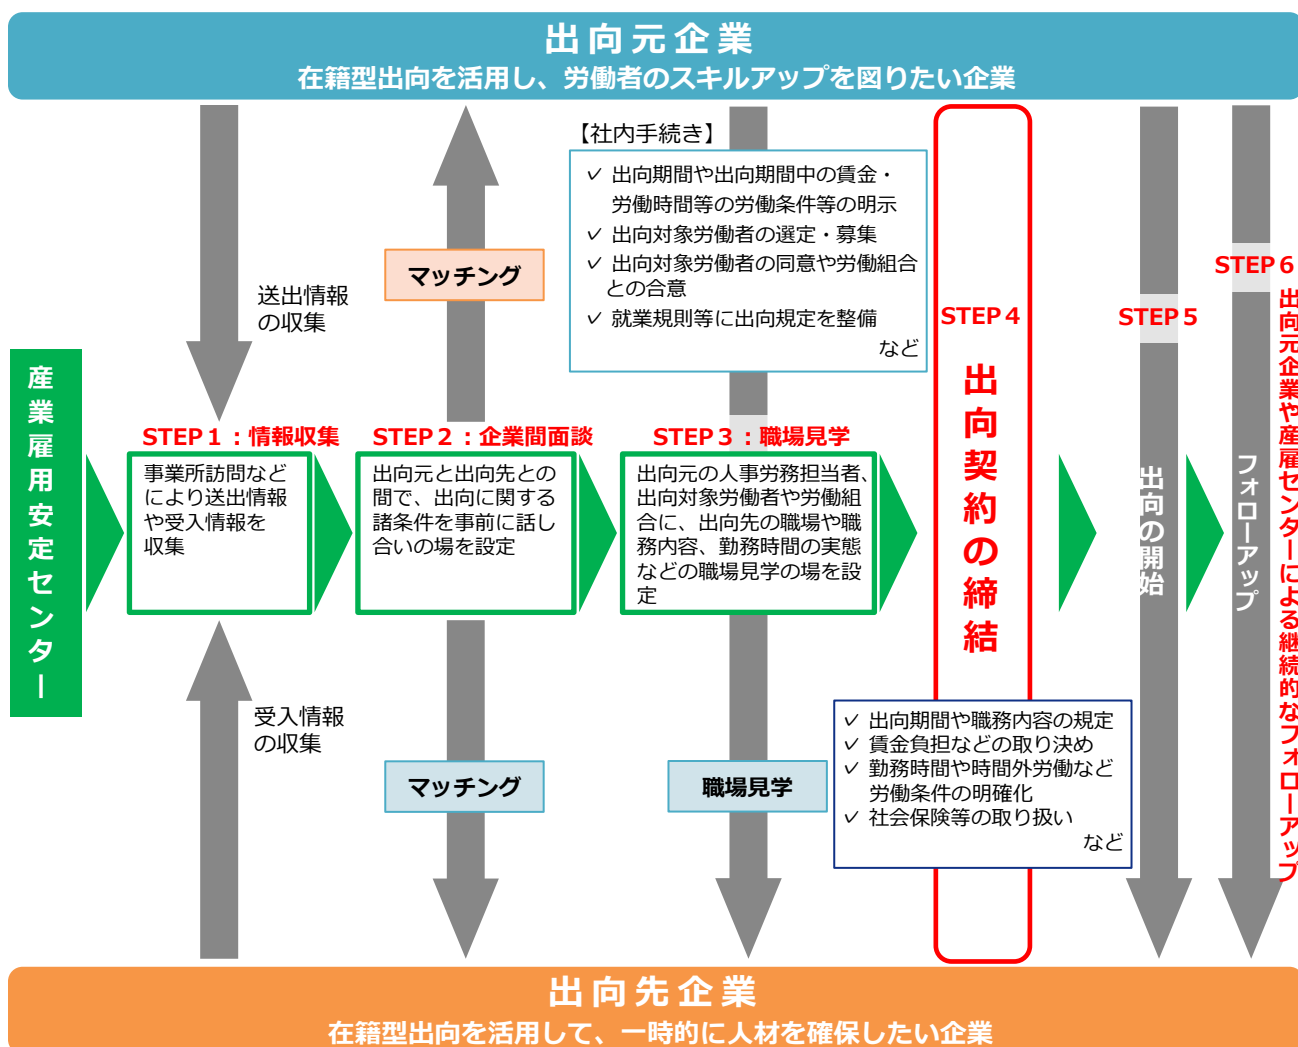 出向元企業
在籍型出向を活用し、労働者のスキルアップを図りたい企業
【社内手続き】
✓ 出向期間や出向期間中の賃金・
労働時間等の労働条件等の明示
✓ 出向対象労働者の選定・募集
✓ 出向対象労働者の同意や労働組合
との合意
✓ 就業規則等に出向規定を整備
など
マッチング
送出情報
の収集
産業雇用安定センター
STEP1：情報収集
事業所訪問など
により送出情報
や受入情報を
収集
STEP2：企業間面談
出向元と出向先との
間で、出向に関する
諸条件を事前に話し
合いの場を設定
STEP3：職場見学
出向元の人事労務担当者、
出向対象労働者や労働組
合に、出向先の職場や職
務内容、勤務時間の実態
などの職場見学の場を設
定
STEP4
出向契約の締結
STEP5
出向の開始
STEP6
フォローアップ
出向元企業や産雇センターによる継続的なフォローアップ
受入情報
の収集
マッチング
職場見学
✓ 出向期間や職務内容の規定
✓ 賃金負担などの取り決め
✓ 勤務時間や時間外労働など
労働条件の明確化
✓ 社会保険等の取り扱い
など
出向先企業
在籍型出向を活用して、一時的に人材を確保したい企業